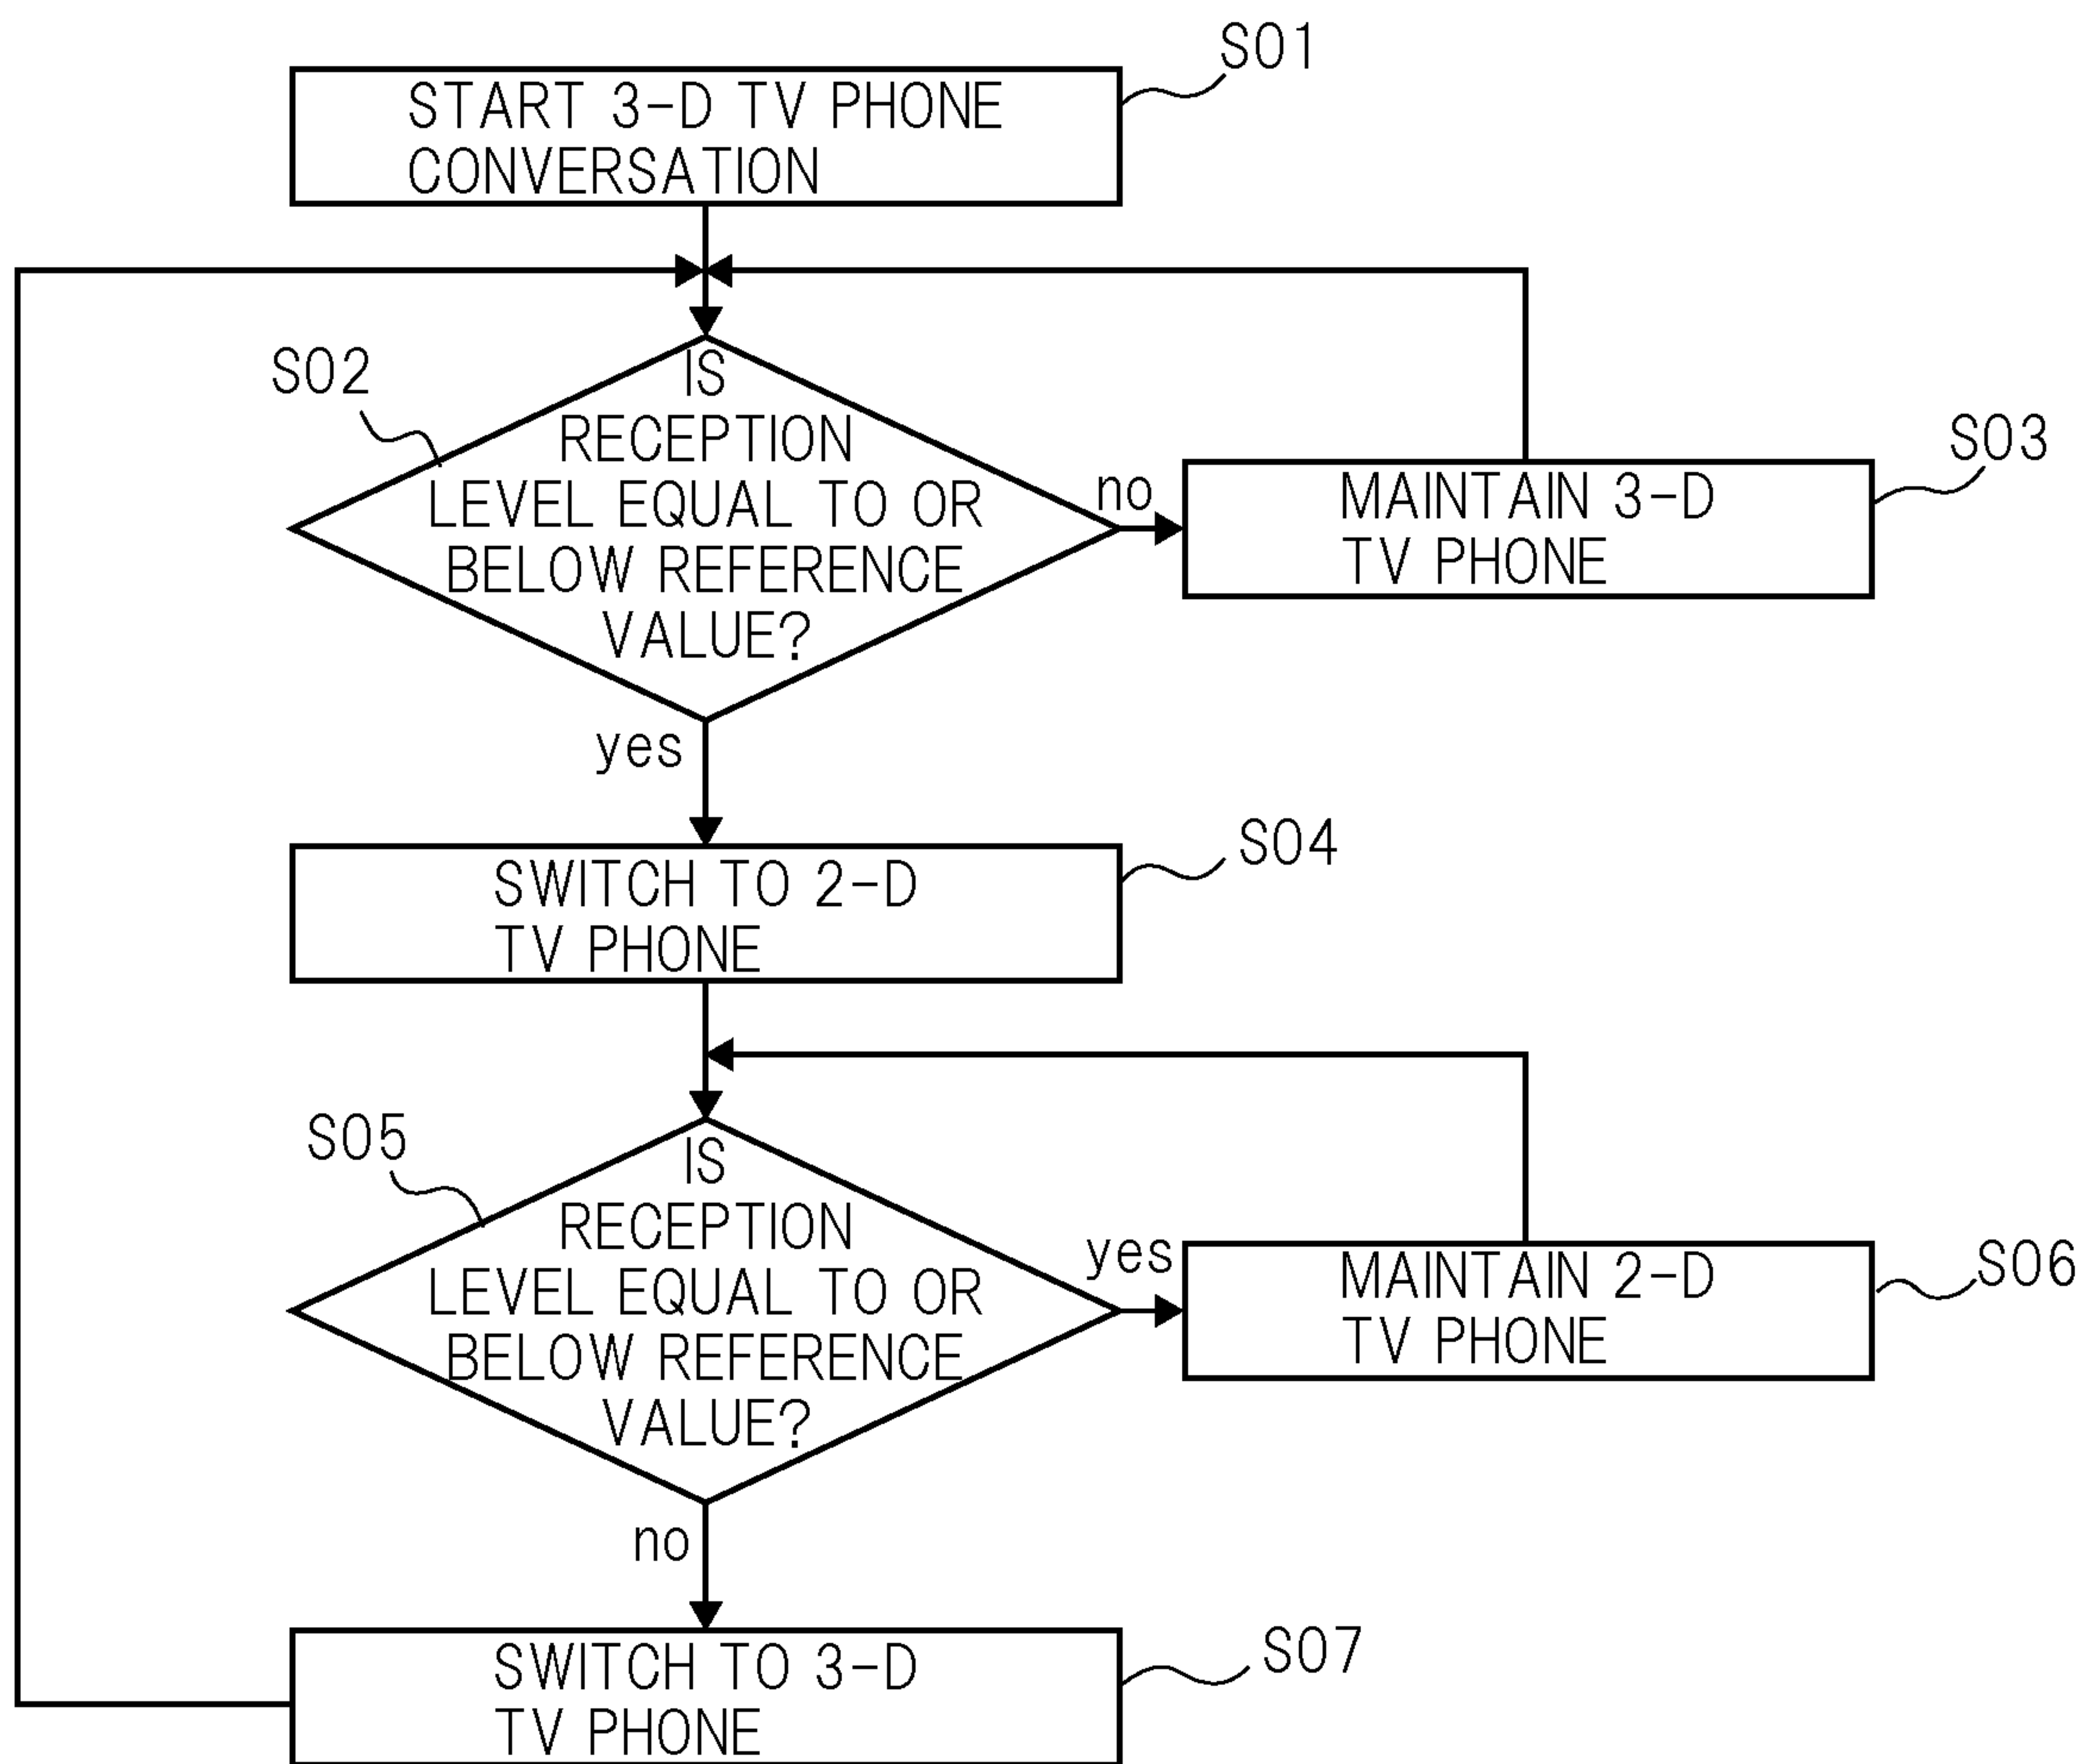 S01
START 3-D TV PHONE
CONVERSATION
S02
IS
RECEPTION
LEVEL EQUAL TO OR
BELOW REFERENCE
VALUE?
no
S03
MAINTAIN 3-D
TV PHONE
yes
S04
SWITCH TO 2-D
TV PHONE
S05
IS
RECEPTION
LEVEL EQUAL TO OR
BELOW REFERENCE
VALUE?
yes
S06
MAINTAIN 2-D
TV PHONE
no
S07
SWITCH TO 3-D
TV PHONE